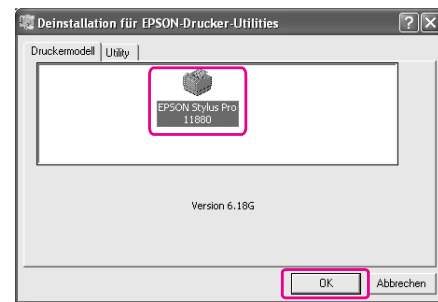 Deinstallation für EPSON-Drucker-Utilities
Druckermodell Utility
EPSON Stylus Pro
11880
Version 6.18G
OK Abbrechen